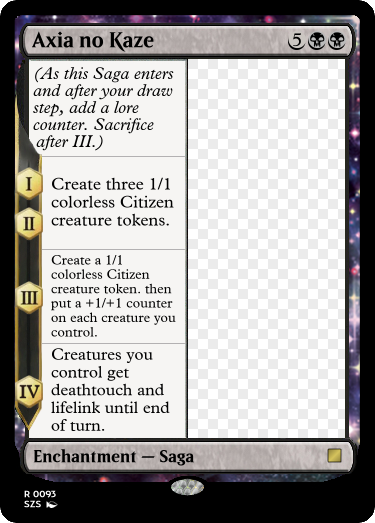 Axia no Kaze 5
(As this Saga enters
and after your draw
step, add a lore
counter. Sacrifice
after III.)
I
II
Create three 1/1
colorless Citizen
creature tokens.
III
Create a 1/1
colorless Citizen
creature token. then
put a +1/+1 counter
on each creature you
control.
IV
Creatures you
control get
deathtouch and
lifelink until end
of turn.
Enchantment — Saga
R 0093
SZS